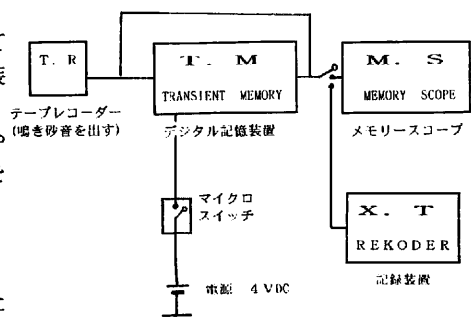 T. R
テープレコーダー
(鳴き砂音を出す)
T. M
TRANSIENT MEMORY
デジタル記憶装置
M. S
MEMORY SCOPE
メモリースコープ
マイクロ
スイッチ
X. T
REKODER
記録装置
電源 4VDC